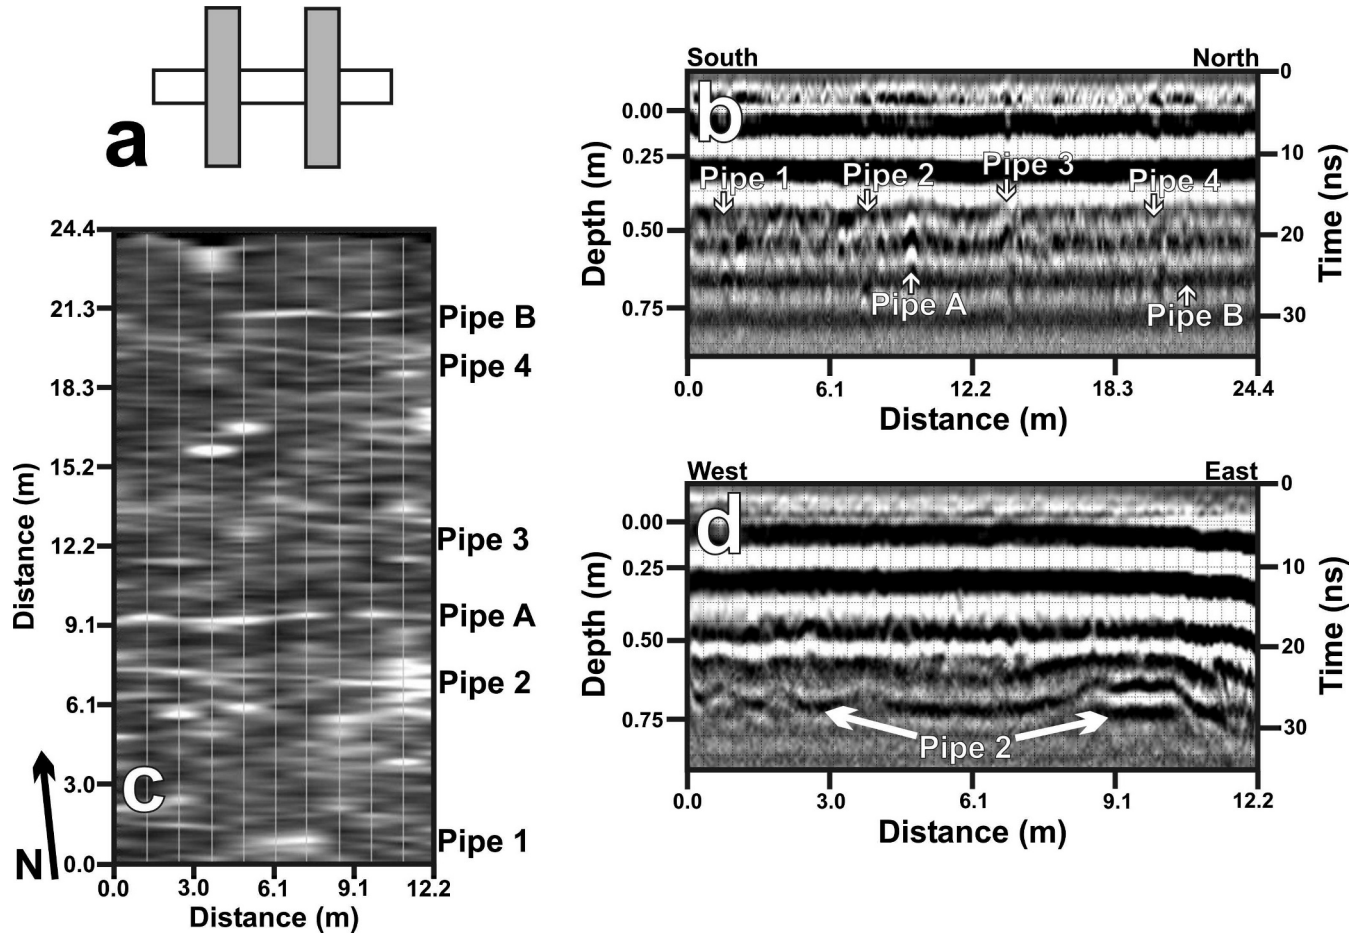 a
South
North
b
0.00
0.25
0.50
0.75
Depth (m)
0
10
20
30
Time (ns)
Pipe 1
Pipe 2
Pipe 3
Pipe 4
Pipe A
Pipe B
0.0
6.1
12.2
18.3
24.4
Distance (m)
24.4
21.3
18.3
15.2
12.2
9.1
6.1
3.0
0.0
Distance (m)
Pipe B
Pipe 4
Pipe 3
Pipe A
Pipe 2
Pipe 1
c
N
0.0
3.0
6.1
9.1
12.2
Distance (m)
West
East
d
0.00
0.25
0.50
0.75
Depth (m)
0
10
20
30
Time (ns)
Pipe 2
0.0
3.0
6.1
9.1
12.2
Distance (m)